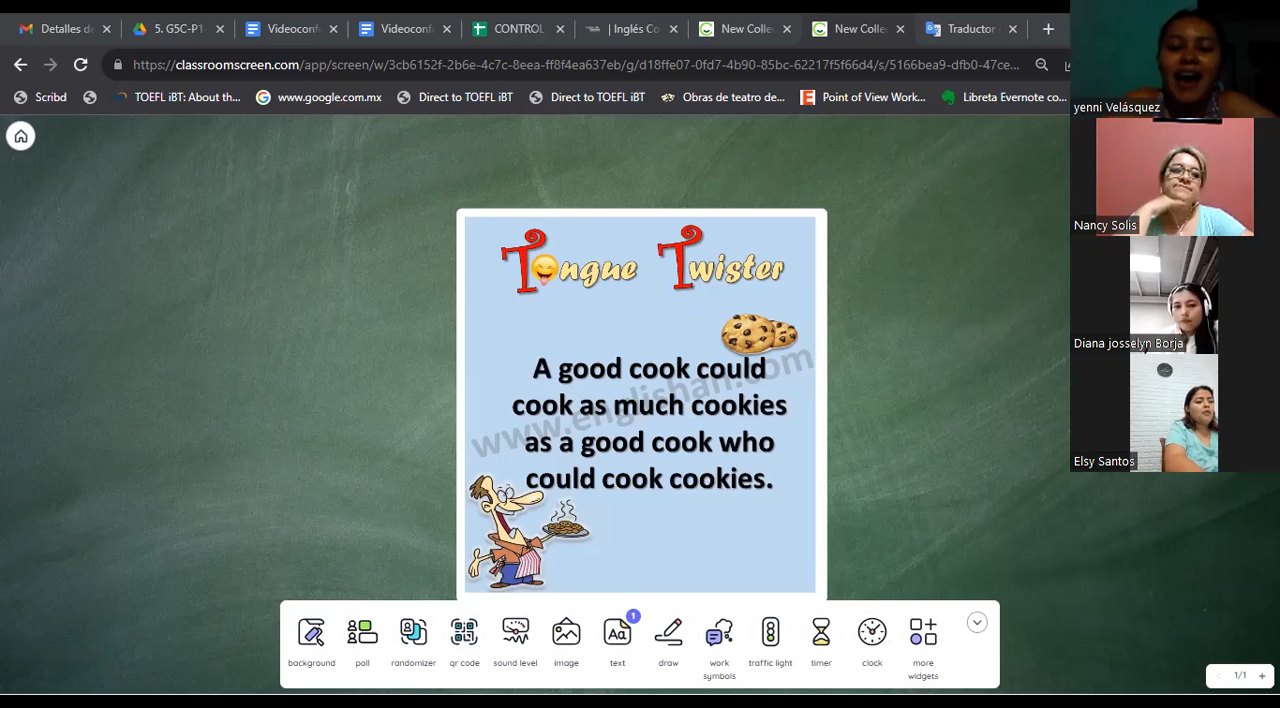 Detalles de
5. G5C-P1
Videoconf
Videoconf
CONTROL
| Inglés Co
New Colle
New Colle
Traductor
https://classroomscreen.com/app/screen/w/3cb6152f-2b6e-4c7c-8eea-ff8f4ea637eb/g/d18ffe07-0fd7-4b90-85bc-62217f5f66d4/s/5166bea9-dfb0-47ce...
Scribd
TOEFL iBT: About th...
www.google.com.mx
Direct to TOEFL iBT
Direct to TOEFL iBT
Obras de teatro de...
Point of View Work...
Libreta Evernote co...
yenni Velásquez
Nancy Solis
Diana josselyn Borja
Elsy Santos
Tongue Twister
A good cook could
cook as much cookies
as a good cook who
could cook cookies.
www.englishan.com
background
poll
randomizer
qr code
sound level
image
1
Aα
text
draw
work
symbols
traffic light
timer
clock
more
widgets
1/1